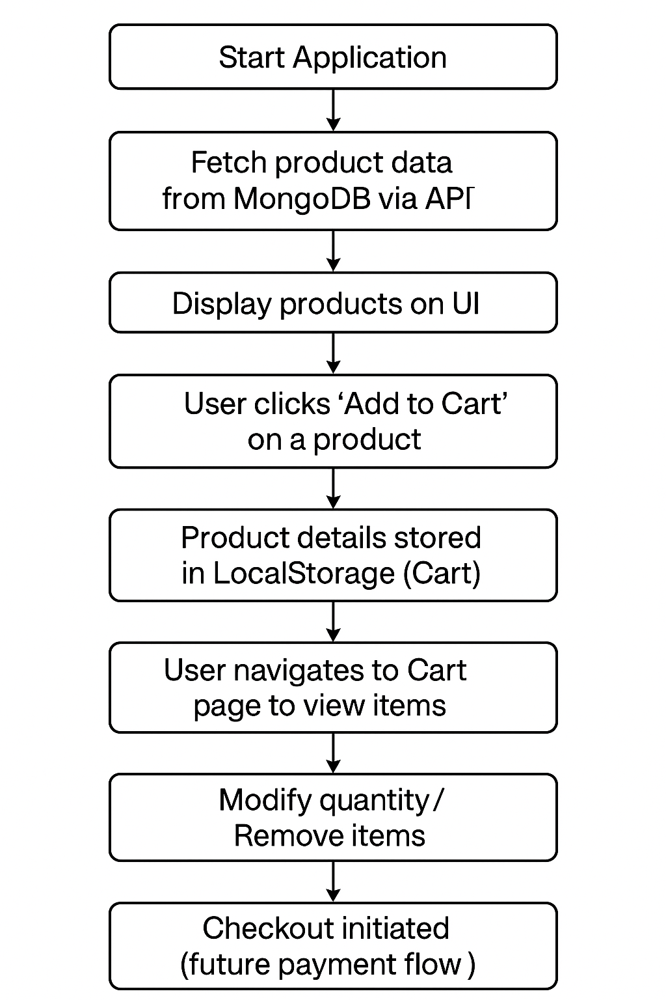 Start Application
Fetch product data
from MongoDB via API
Display products on UI
User clicks ‘Add to Cart’
on a product
Product details stored
in LocalStorage (Cart)
User navigates to Cart
page to view items
Modify quantity/
Remove items
Checkout initiated
(future payment flow)